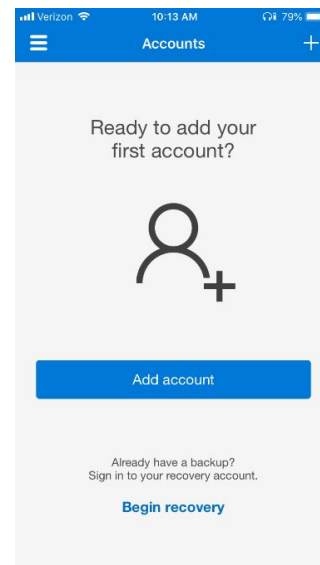 Verizon 10:13 AM 79%
Accounts
Ready to add your
first account?
Add account
Already have a backup?
Sign in to your recovery account.
Begin recovery